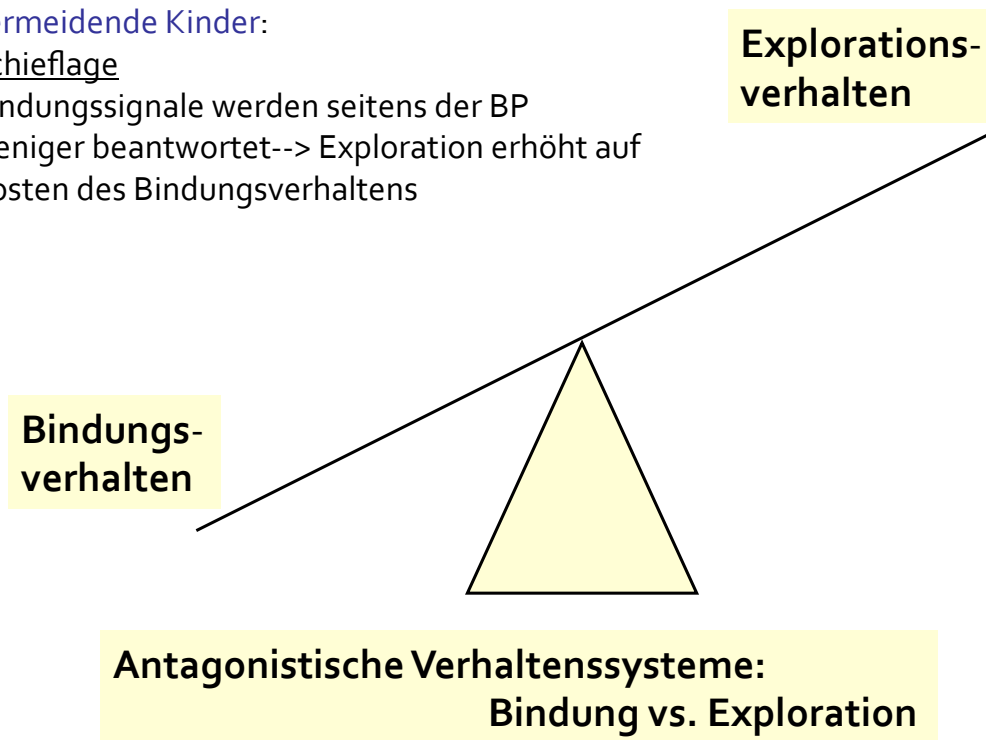 ermeidende Kinder:
chieflage
ndungssignale werden seitens der BP
eniger beantwortet--> Exploration erhöht auf
osten des Bindungsverhaltens
Explorations-
verhalten
Bindungs-
verhalten
Antagonistische Verhaltenssysteme:
Bindung vs. Exploration